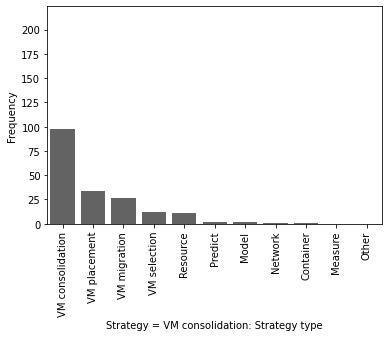 200
175
150
125
100
75
50
25
0
Frequency
VM consolidation
VM placement
VM migration
VM selection
Resource
Predict
Model
Network
Container
Measure
Other
Strategy = VM consolidation: Strategy type